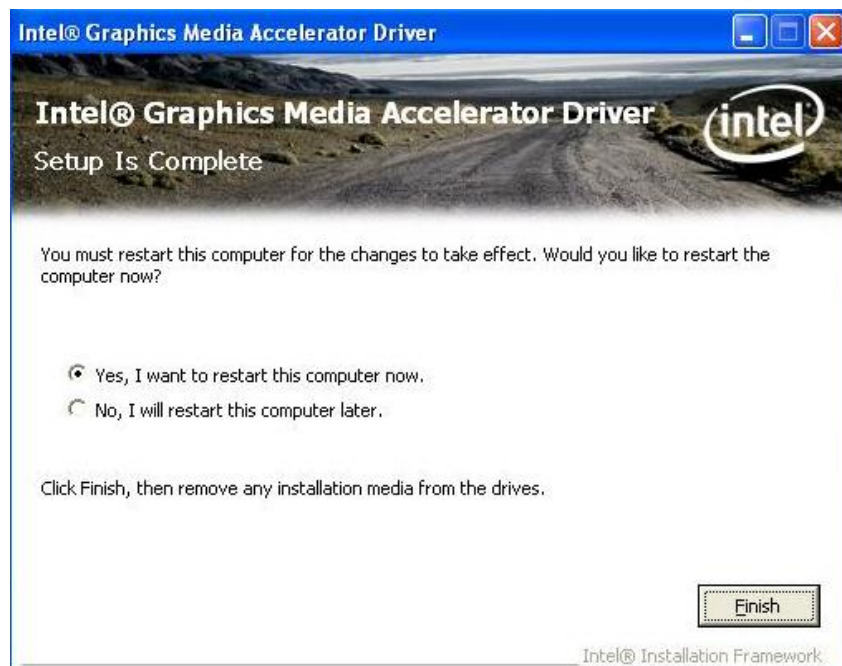 Intel® Graphics Media Accelerator Driver
Intel® Graphics Media Accelerator Driver
intel
Setup Is Complete
You must restart this computer for the changes to take effect. Would you like to restart the
computer now?
Yes, I want to restart this computer now.
No, I will restart this computer later.
Click Finish, then remove any installation media from the drives.
Finish
Intel® Installation Framework